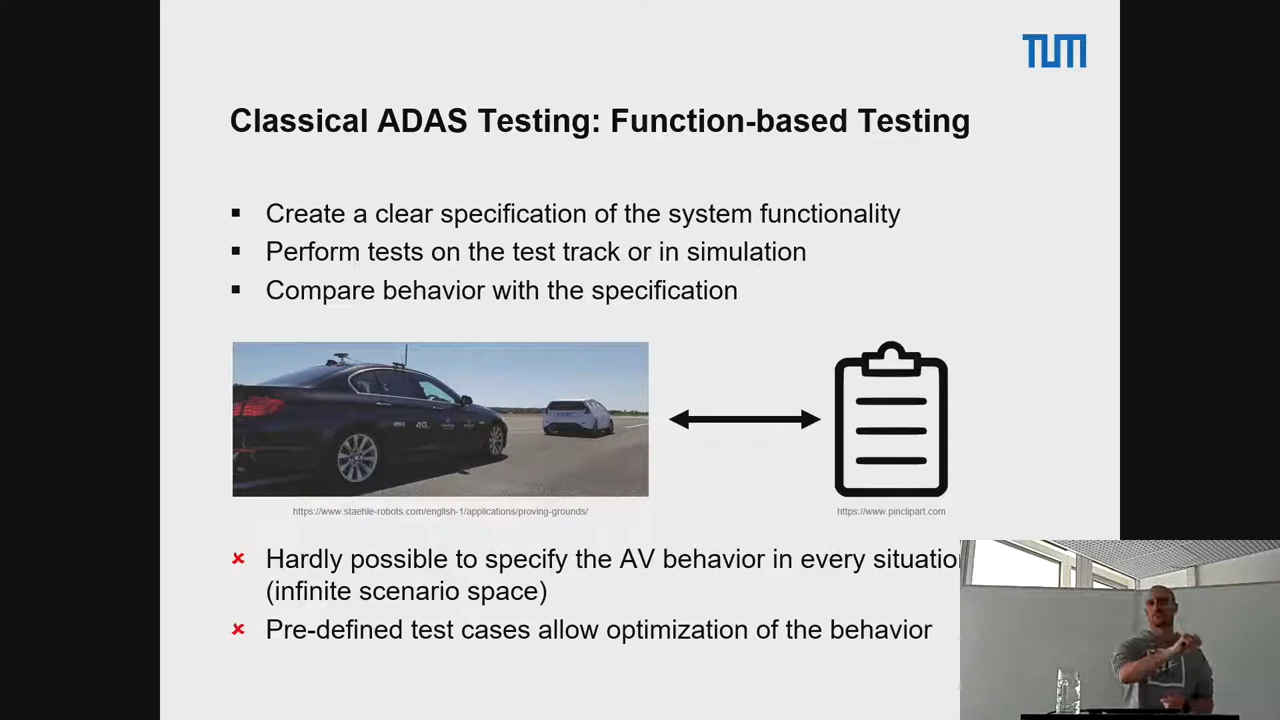 TUM
Classical ADAS Testing: Function-based Testing
Create a clear specification of the system functionality
Perform tests on the test track or in simulation
Compare behavior with the specification
https://www.staehle-robots.com/english-1/applications/proving-grounds/
https://www.pinclipart.com
Hardly possible to specify the AV behavior in every situation
(infinite scenario space)
Pre-defined test cases allow optimization of the behavior